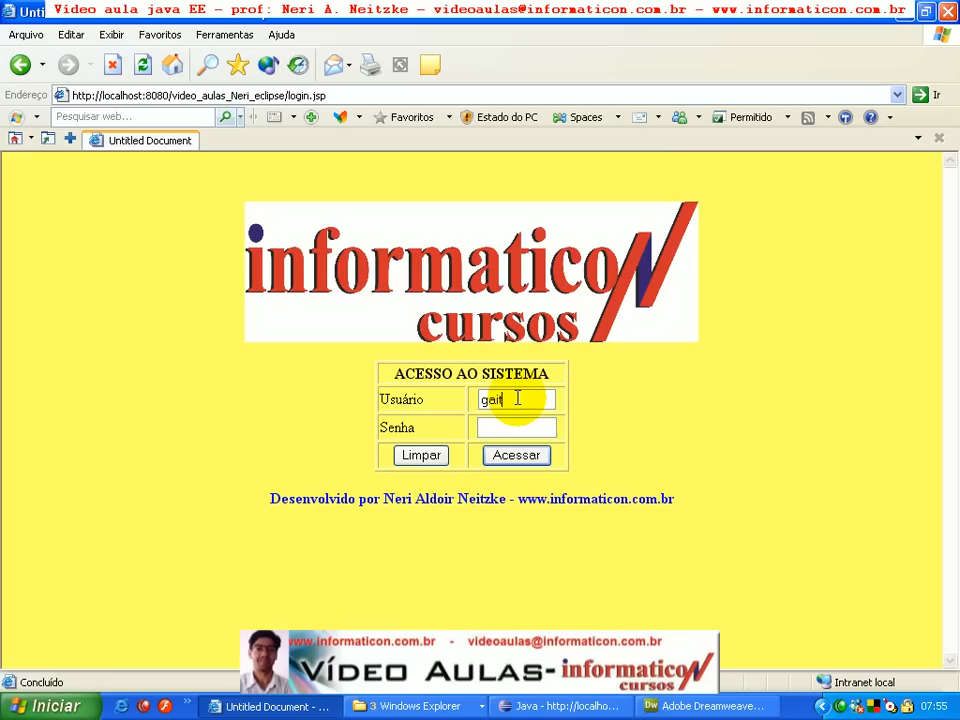 Unti
Vídeo aula java EE – prof: Neri A. Neitzke – videoaulas@informaticon.com.br – www.informaticon.com.br
Arquivo Editar Exibir Favoritos Ferramentas Ajuda
Endereço http://localhost:8080/video_aulas_Neri_eclipse/login.jsp Ir
Pesquisar web... Favoritos Estado do PC Spaces Permitido
Untitled Document
informaticon
cursos
ACESSO AO SISTEMA
Usuário gait
Senha
Limpar Acessar
Desenvolvido por Neri Aldoir Neitzke - www.informaticon.com.br
www.informaticon.com.br - videoaulas@informaticon.com.br
VÍDEO AULAS- informaticon
cursos
Concluído Intranet local
Iniciar Untitled Document - ... 3 Windows Explorer Java - http://localho... Adobe Dreamweave... 07:55